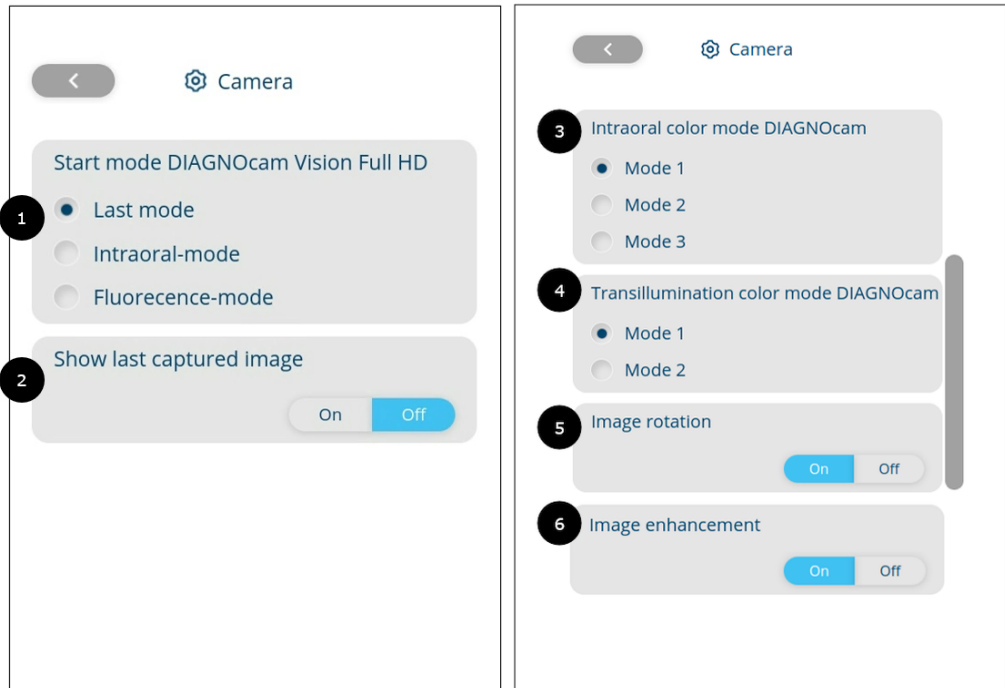 Camera
Start mode DIAGNOcam Vision Full HD
1
Last mode
Intraoral-mode
Fluorecence-mode
2
Show last captured image
On Off
Camera
3
Intraoral color mode DIAGNOcam
Mode 1
Mode 2
Mode 3
4
Transillumination color mode DIAGNOcam
Mode 1
Mode 2
5
Image rotation
On Off
6
Image enhancement
On Off